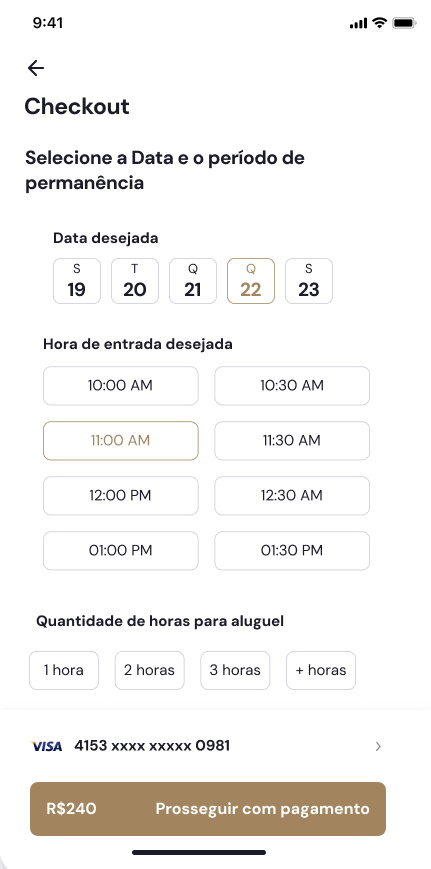 9:41
Checkout
Selecione a Data e o período de
permanência
Data desejada
S T Q Q S
19 20 21 22 23
Hora de entrada desejada
10:00 AM 10:30 AM
11:00 AM 11:30 AM
12:00 PM 12:30 AM
01:00 PM 01:30 PM
Quantidade de horas para aluguel
1 hora 2 horas 3 horas + horas
VISA 4153 xxxx xxxxx 0981
R$240 Prosseguir com pagamento